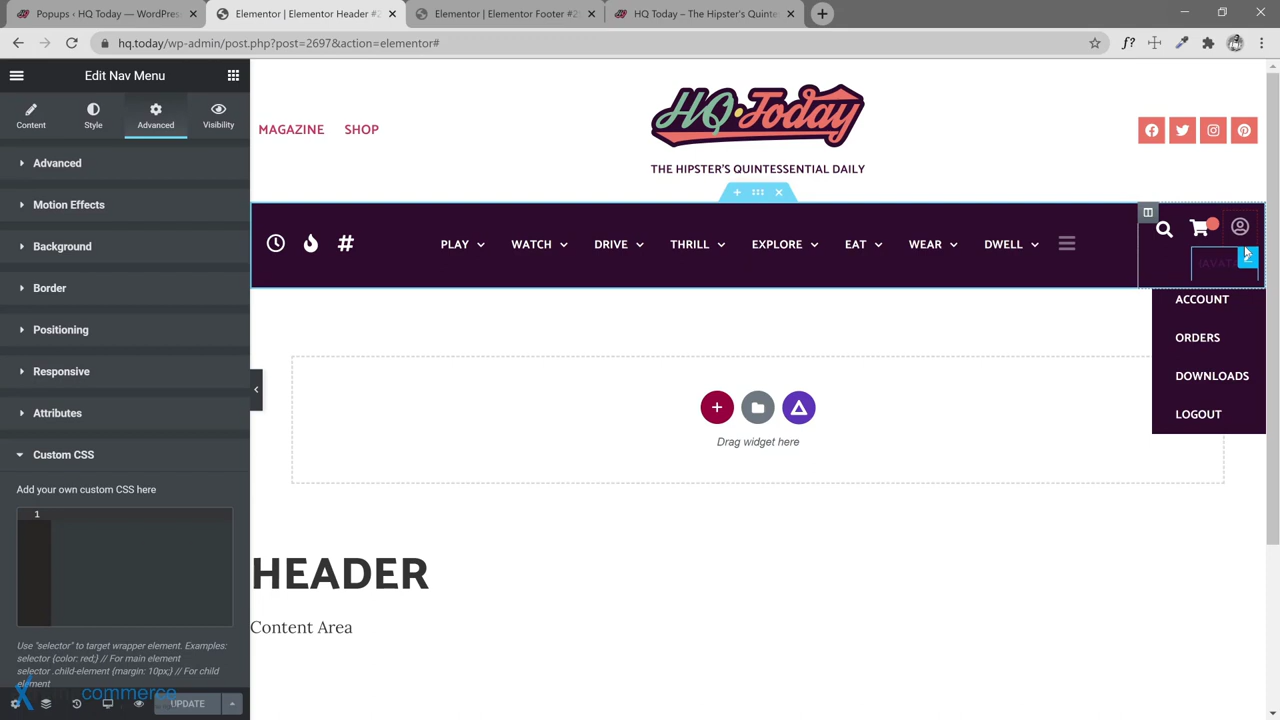 Popups ‹ HQ Today — WordPres
Elementor | Elementor Header #2
Elementor | Elementor Footer #2
HQ Today – The Hipster's Quinte
hq.today/wp-admin/post.php?post=2697&action=elementor#
Edit Nav Menu
Content
Style
Advanced
Visibility
Advanced
Motion Effects
Background
Border
Positioning
Responsive
Attributes
Custom CSS
Add your own custom CSS here
1
Use "selector" to target wrapper element. Examples:
selector {color: red;} // For main element
selector .child-element {margin: 10px;} // For child
element
commerce
UPDATE
MAGAZINE SHOP
HQ Today
THE HIPSTER'S QUINTESSENTIAL DAILY
# PLAY WATCH DRIVE THRILL EXPLORE EAT WEAR DWELL
ACCOUNT
ORDERS
DOWNLOADS
LOGOUT
Drag widget here
HEADER
Content Area